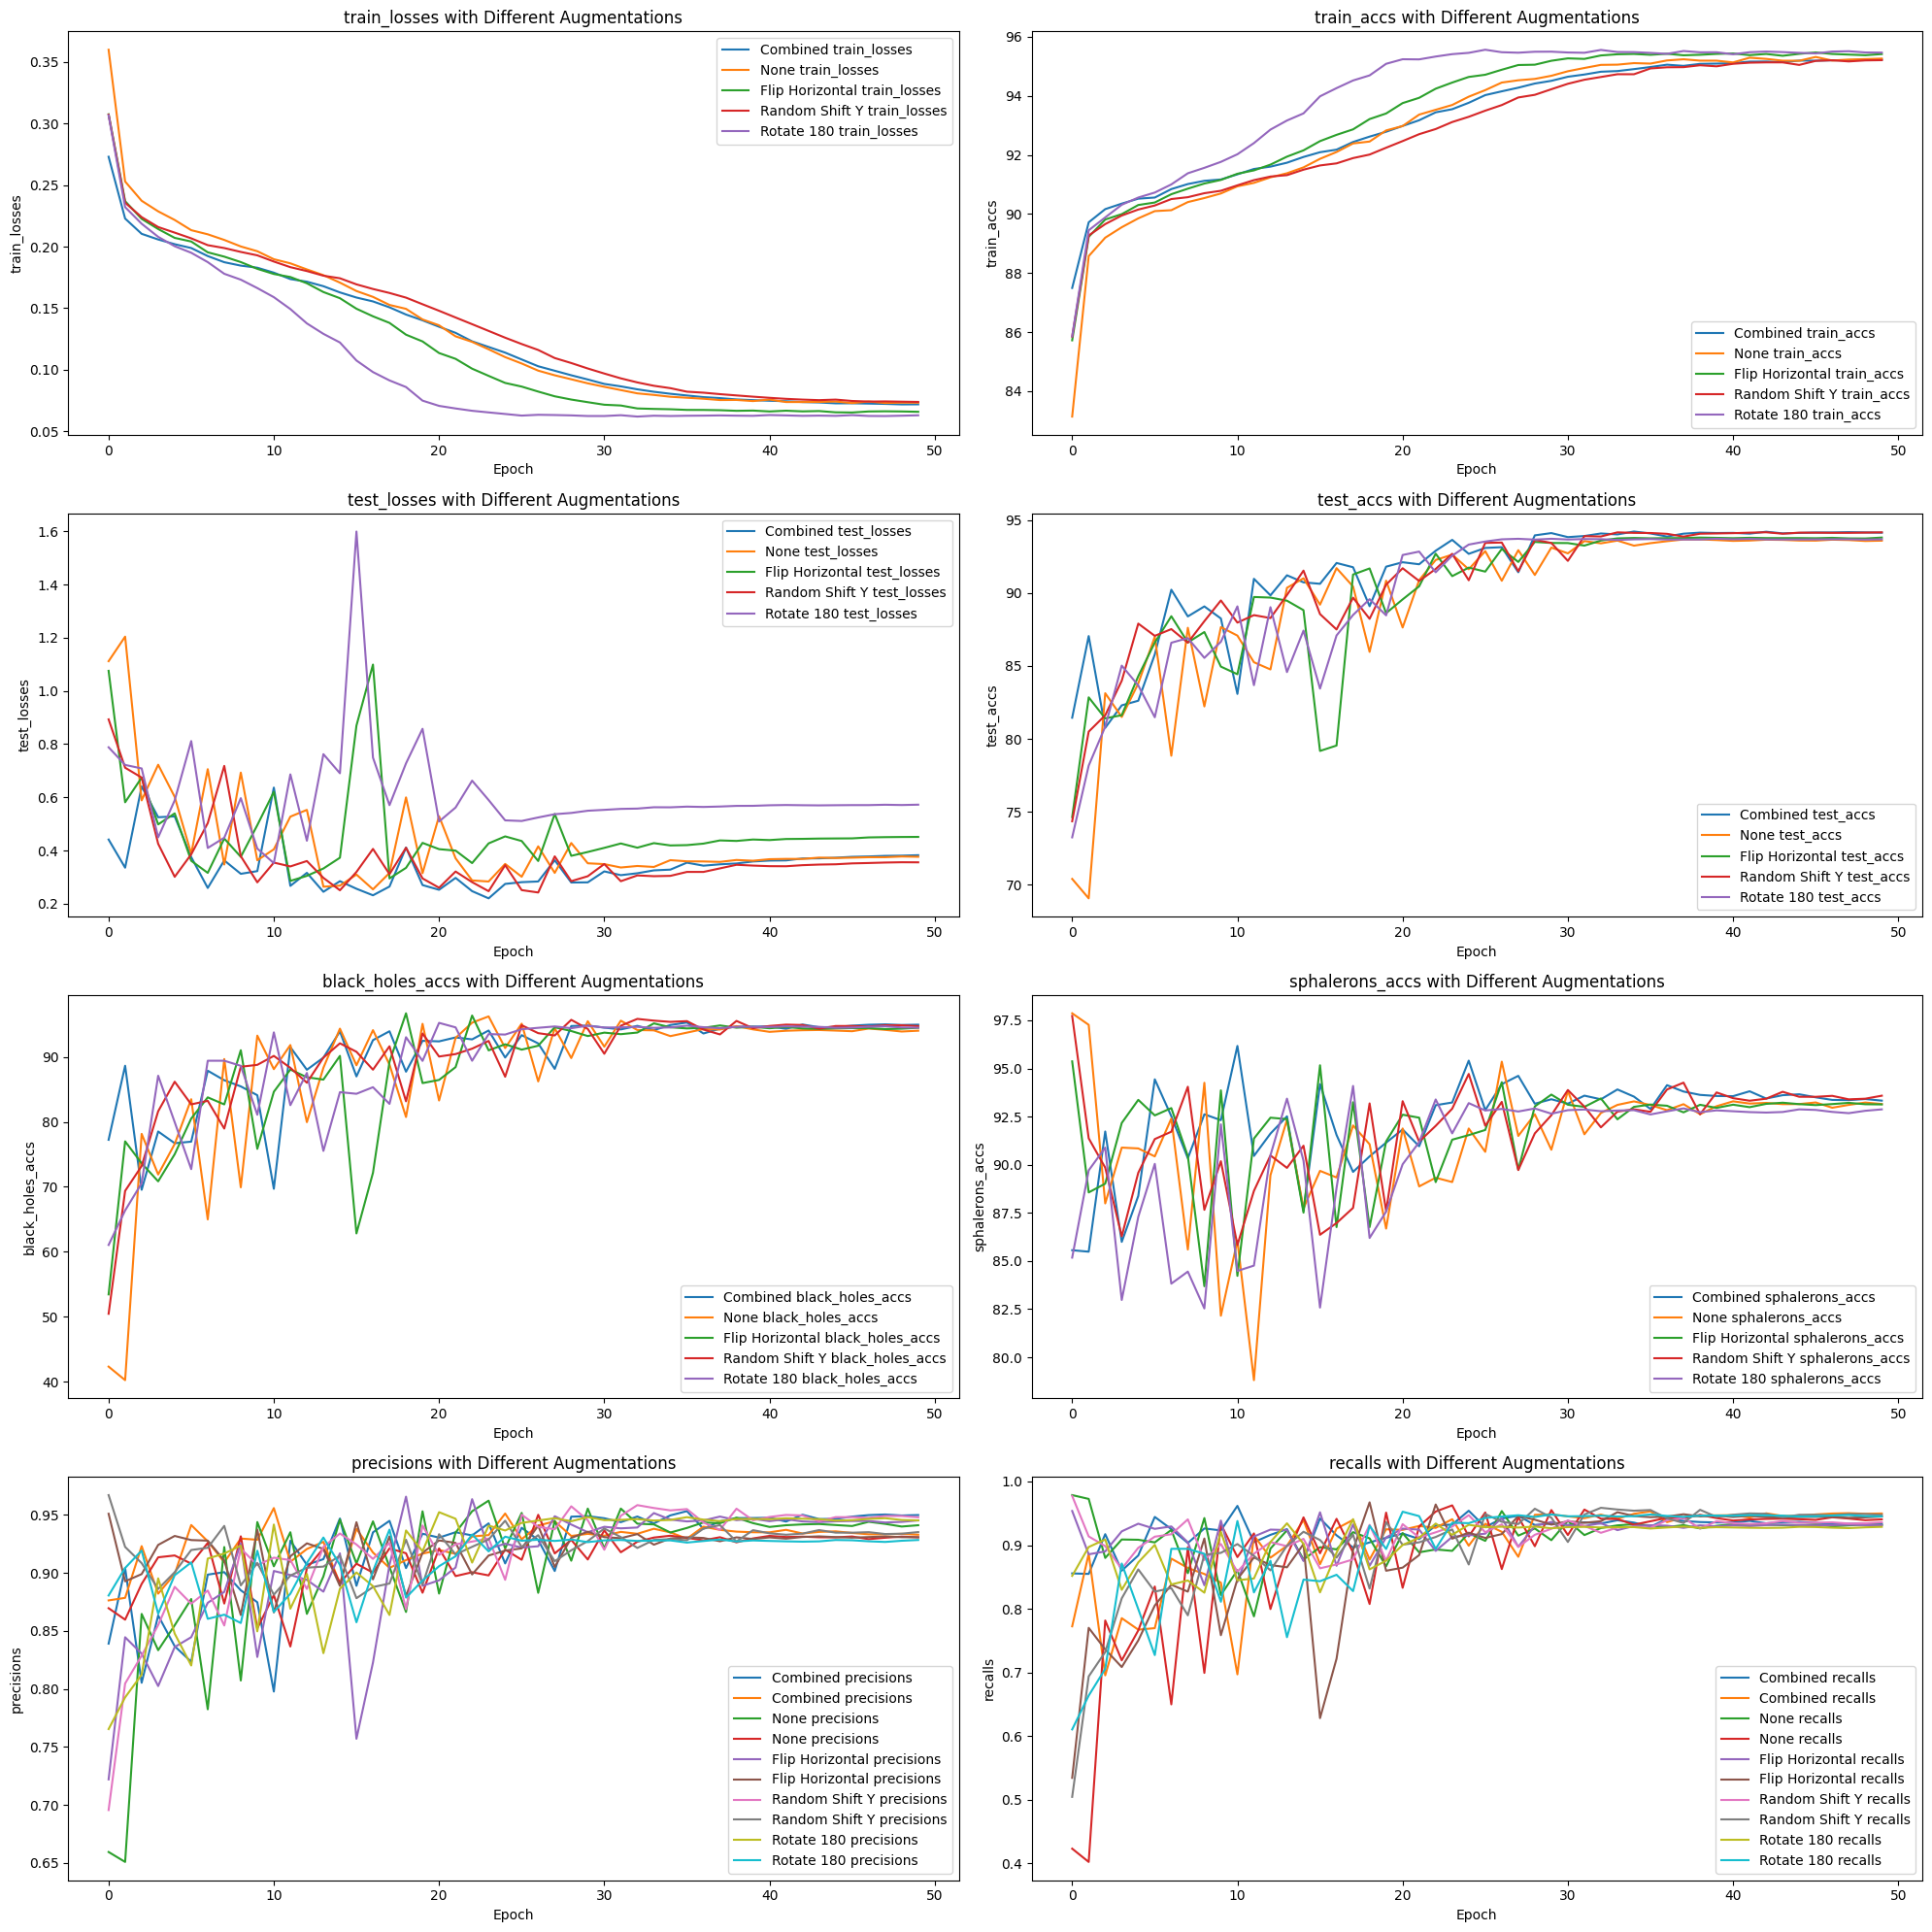 train_losses with Different Augmentations
train_losses
0.35
0.30
0.25
0.20
0.15
0.10
0.05
Combined train_losses
None train_losses
Flip Horizontal train_losses
Random Shift Y train_losses
Rotate 180 train_losses
0 10 20 30 40 50
Epoch
train_accs with Different Augmentations
train_accs
96
94
92
90
88
86
84
Combined train_accs
None train_accs
Flip Horizontal train_accs
Random Shift Y train_accs
Rotate 180 train_accs
0 10 20 30 40 50
Epoch
test_losses with Different Augmentations
test_losses
1.6
1.4
1.2
1.0
0.8
0.6
0.4
0.2
Combined test_losses
None test_losses
Flip Horizontal test_losses
Random Shift Y test_losses
Rotate 180 test_losses
0 10 20 30 40 50
Epoch
test_accs with Different Augmentations
test_accs
95
90
85
80
75
70
Combined test_accs
None test_accs
Flip Horizontal test_accs
Random Shift Y test_accs
Rotate 180 test_accs
0 10 20 30 40 50
Epoch
black_holes_accs with Different Augmentations
black_holes_accs
90
80
70
60
50
40
Combined black_holes_accs
None black_holes_accs
Flip Horizontal black_holes_accs
Random Shift Y black_holes_accs
Rotate 180 black_holes_accs
0 10 20 30 40 50
Epoch
sphalerons_accs with Different Augmentations
sphalerons_accs
97.5
95.0
92.5
90.0
87.5
85.0
82.5
80.0
Combined sphalerons_accs
None sphalerons_accs
Flip Horizontal sphalerons_accs
Random Shift Y sphalerons_accs
Rotate 180 sphalerons_accs
0 10 20 30 40 50
Epoch
precisions with Different Augmentations
precisions
0.95
0.90
0.85
0.80
0.75
0.70
0.65
Combined precisions
Combined precisions
None precisions
None precisions
Flip Horizontal precisions
Flip Horizontal precisions
Random Shift Y precisions
Random Shift Y precisions
Rotate 180 precisions
Rotate 180 precisions
0 10 20 30 40 50
Epoch
recalls with Different Augmentations
recalls
1.0
0.9
0.8
0.7
0.6
0.5
0.4
Combined recalls
Combined recalls
None recalls
None recalls
Flip Horizontal recalls
Flip Horizontal recalls
Random Shift Y recalls
Random Shift Y recalls
Rotate 180 recalls
Rotate 180 recalls
0 10 20 30 40 50
Epoch